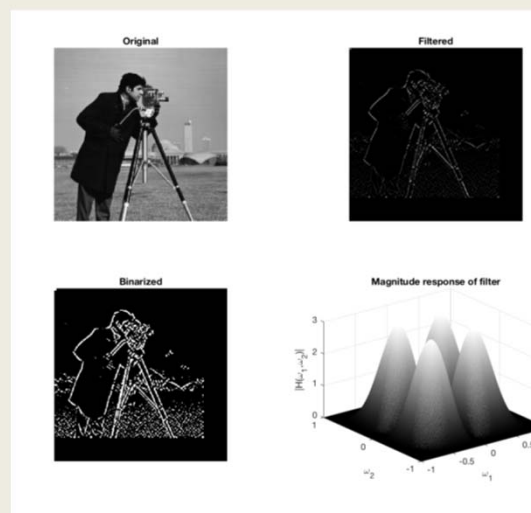 Original
Filtered
Binarized
Magnitude response of filter
|H(ω₁,ω₂)|
3
2
1
0
1
0
-1
-1
-0.5
0
0.5
ω₂
ω₁